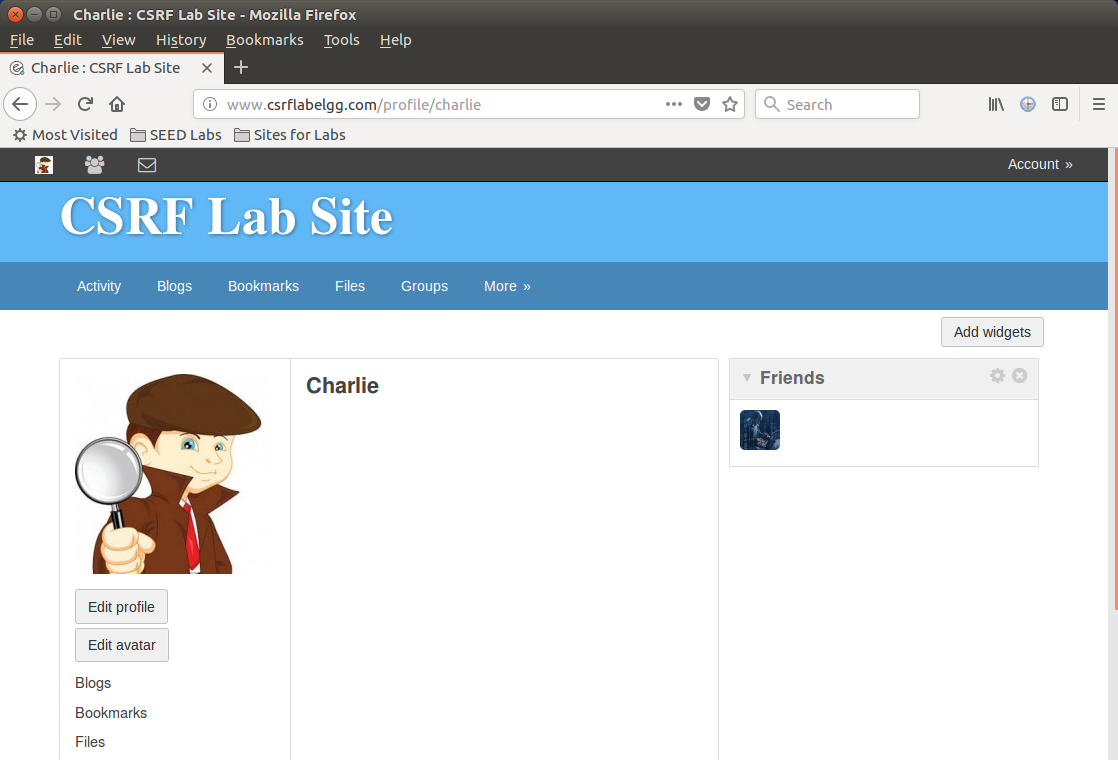 Charlie : CSRF Lab Site - Mozilla Firefox
File Edit View History Bookmarks Tools Help
Charlie : CSRF Lab Site
www.csrflabelgg.com/profile/charlie
Search
Most Visited SEED Labs Sites for Labs
Account »
CSRF Lab Site
Activity Blogs Bookmarks Files Groups More »
Add widgets
Charlie
Friends
Edit profile
Edit avatar
Blogs
Bookmarks
Files